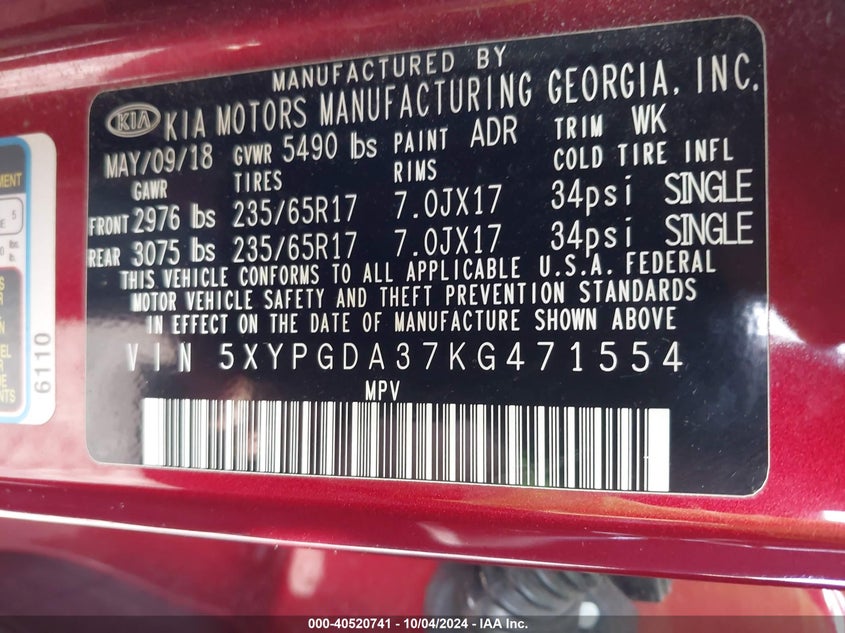 MANUFACTURED BY
KIA KIA MOTORS MANUFACTURING GEORGIA, INC.
MAY/09/18 GVWR 5490 lbs PAINT ADR TRIM WK
GAWR TIRES RIMS COLD TIRE INFL
FRONT 2976 lbs 235/65R17 7.0JX17 34psi SINGLE
REAR 3075 lbs 235/65R17 7.0JX17 34psi SINGLE
THIS VEHICLE CONFORMS TO ALL APPLICABLE U.S.A. FEDERAL
MOTOR VEHICLE SAFETY AND THEFT PREVENTION STANDARDS
IN EFFECT ON THE DATE OF MANUFACTURE SHOWN ABOVE.
VIN 5XYPGDA37KG471554
MPV
5
lbs.
6110
000-40520741 - 10/04/2024 - IAA Inc.